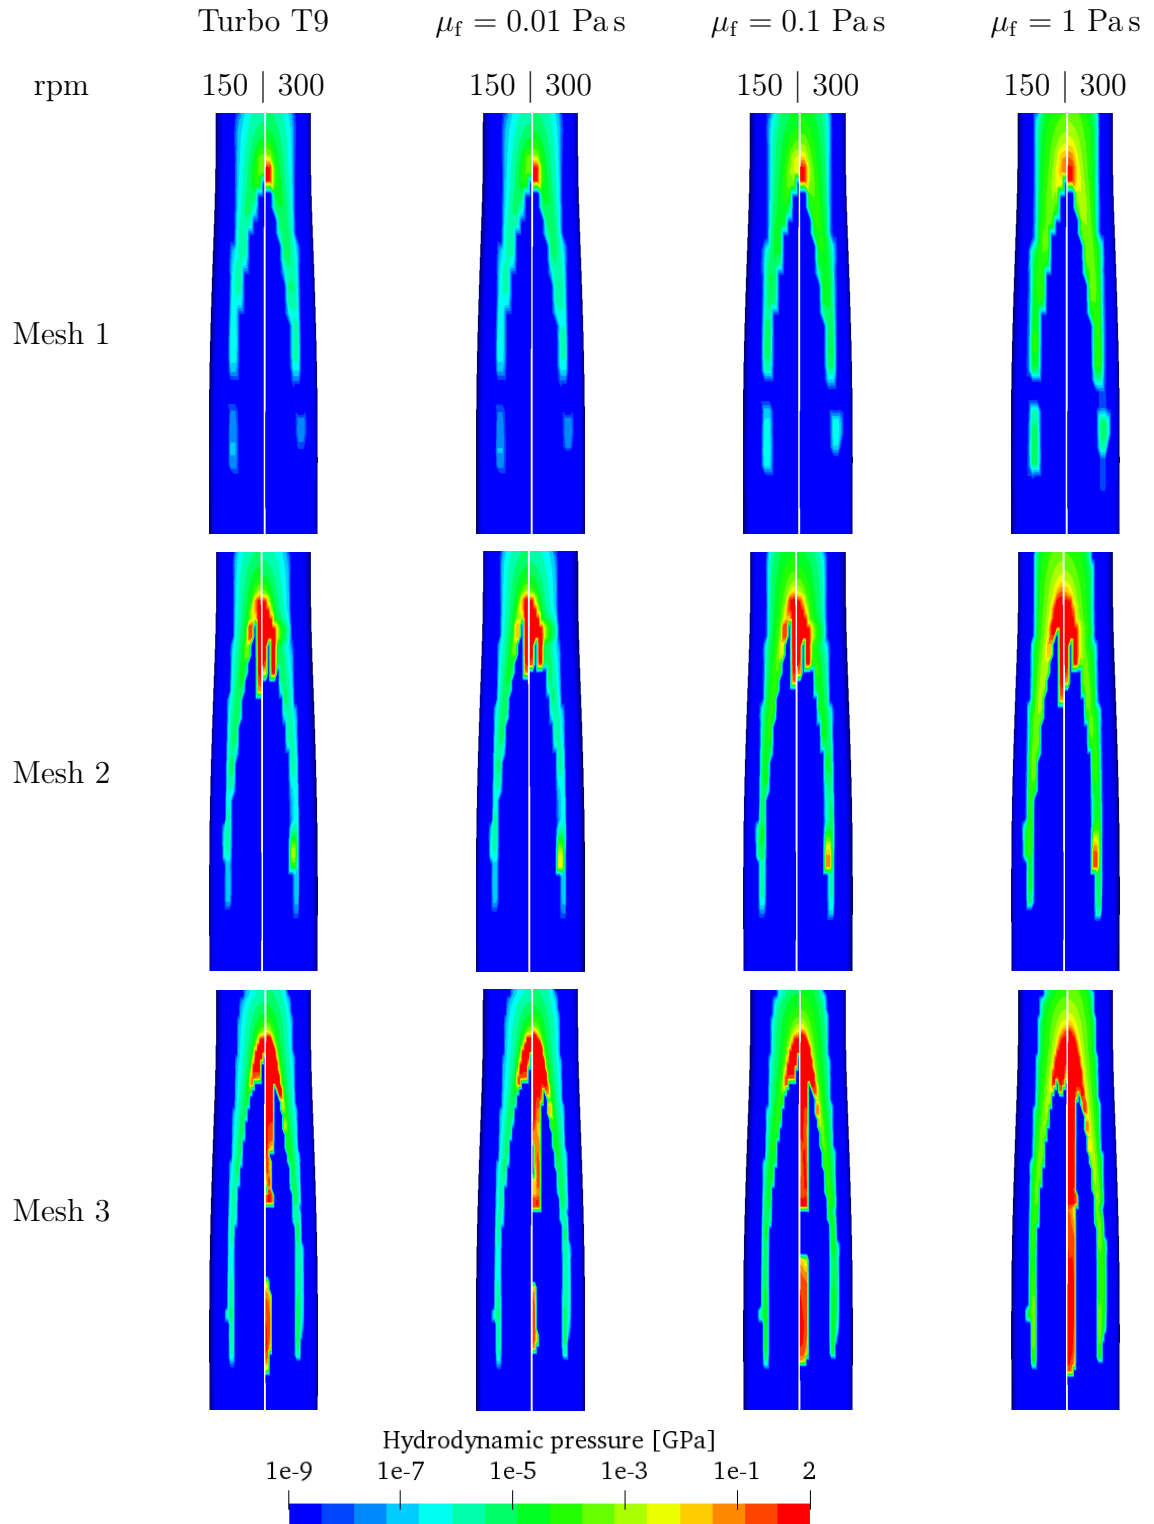 Turbo T9 μf = 0.01 Pa s μf = 0.1 Pa s μf = 1 Pa s
rpm 150 | 300 150 | 300 150 | 300 150 | 300
Mesh 1
Mesh 2
Mesh 3
Hydrodynamic pressure [GPa]
1e-9 1e-7 1e-5 1e-3 1e-1 2